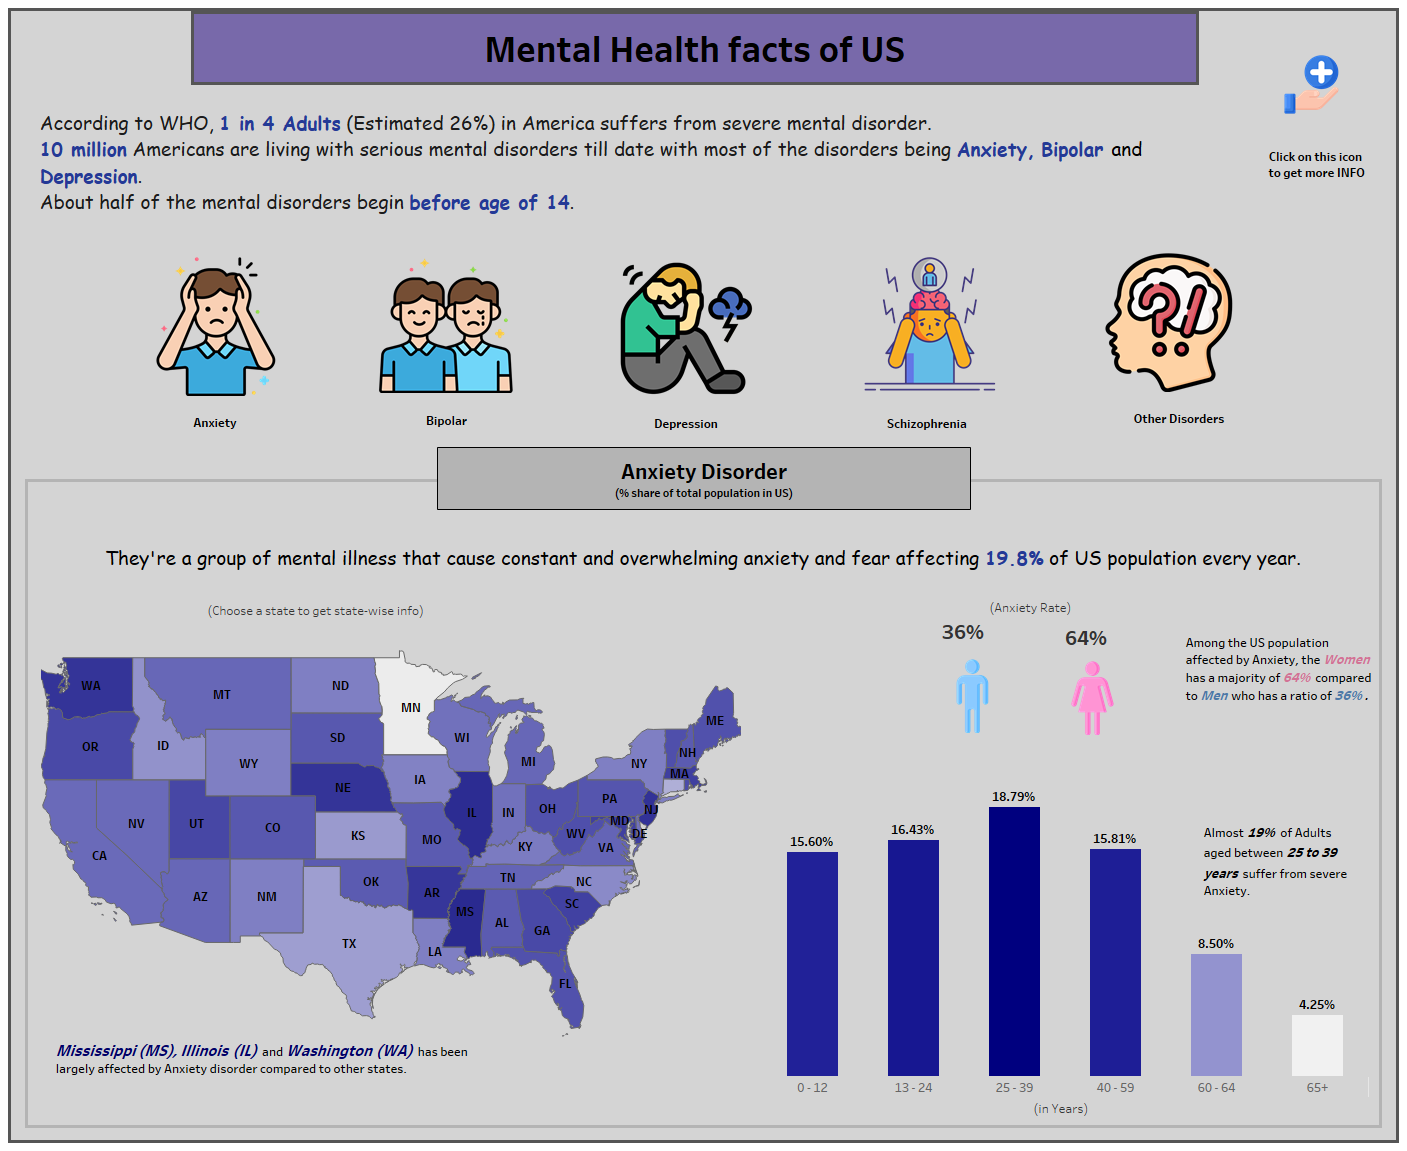 Mental Health facts of US
According to WHO, 1 in 4 Adults (Estimated 26%) in America suffers from severe mental disorder.
10 million Americans are living with serious mental disorders till date with most of the disorders being Anxiety, Bipolar and
Depression.
About half of the mental disorders begin before age of 14.
Click on this icon
to get more INFO
Anxiety
Bipolar
Depression
Schizophrenia
Other Disorders
Anxiety Disorder
(% share of total population in US)
They're a group of mental illness that cause constant and overwhelming anxiety and fear affecting 19.8% of US population every year.
(Choose a state to get state-wise info)
WA
MT
ND
MN
OR
ID
SD
WI
ME
WY
MI
NY
NH
MA
NE
IA
NV
UT
CO
KS
IL
IN
OH
PA
NJ
MD
DE
CA
MO
KY
WV
VA
AZ
NM
OK
AR
TN
NC
TX
LA
MS
AL
GA
SC
FL
Mississippi (MS), Illinois (IL) and Washington (WA) has been
largely affected by Anxiety disorder compared to other states.
(Anxiety Rate)
36%
64%
Among the US population
affected by Anxiety, the Women
has a majority of 64% compared
to Men who has a ratio of 36% .
15.60%
16.43%
18.79%
15.81%
8.50%
4.25%
Almost 19% of Adults
aged between 25 to 39
years suffer from severe
Anxiety.
0 - 12
13 - 24
25 - 39
40 - 59
60 - 64
65+
(in Years)